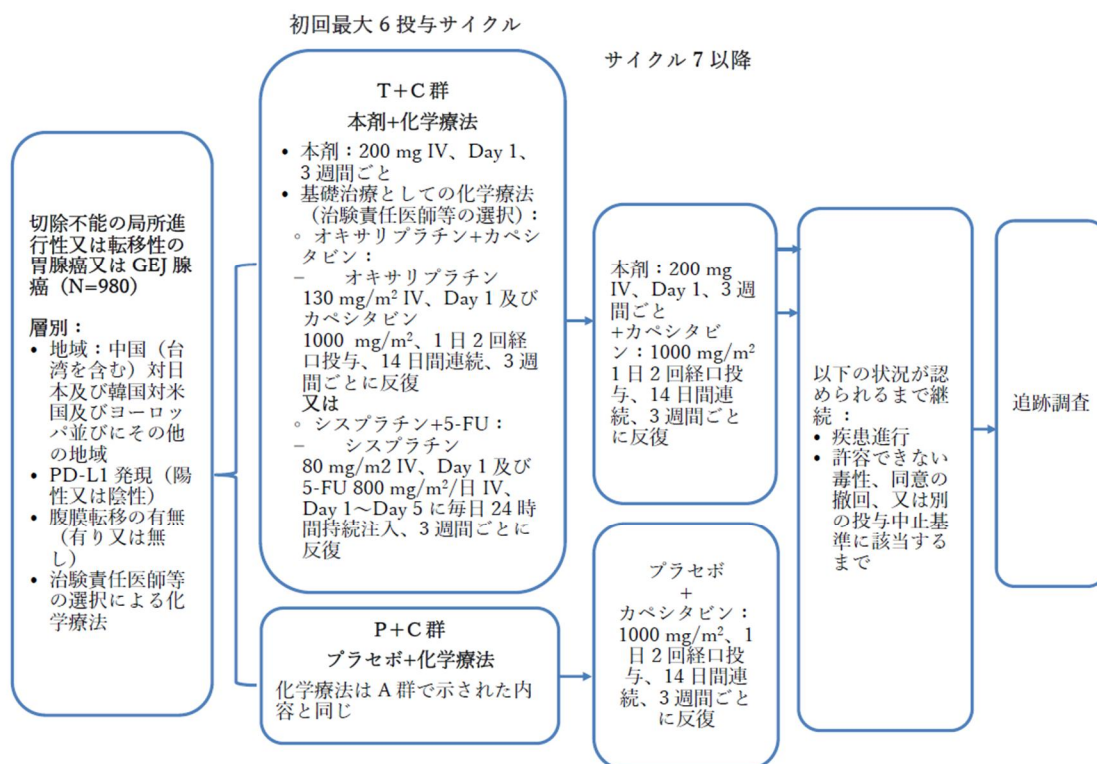 初回最大 6 投与サイクル
サイクル 7 以降
切除不能の局所進
行性又は転移性の
胃腺癌又は GEJ 腺
癌（N=980）
層別：
• 地域：中国（台
湾を含む）対日
本及び韓国対米
国及びヨーロッ
パ並びにその他
の地域
• PD-L1 発現（陽
性又は陰性）
• 腹膜転移の有無
（有り又は無
し）
• 治験責任医師等
の選択による化
学療法
T+C 群
本剤+化学療法
• 本剤：200 mg IV、Day 1、
3 週間ごと
• 基礎治療としての化学療法
（治験責任医師等の選択）：
◦ オキサリプラチン+カペシ
タビン：
– オキサリプラチン
130 mg/m² IV、Day 1 及び
カペシタビン
1000 mg/m²、1 日 2 回経
口投与、14 日間連続、3 週
間ごとに反復
又は
◦ シスプラチン+5-FU：
– シスプラチン
80 mg/m2 IV、Day 1 及び
5-FU 800 mg/m²/日 IV、
Day 1～Day 5 に毎日 24 時
間持続注入、3 週間ごとに
反復
P+C 群
プラセボ+化学療法
化学療法は A 群で示された内
容と同じ
本剤：200 mg
IV、Day 1、3 週
間ごと
+カペシタビ
ン：1000 mg/m²
1 日 2 回経口投
与、14 日間連
続、3 週間ごと
に反復
プラセボ
+
カペシタビン：
1000 mg/m²、1
日 2 回経口投
与、14 日間連
続、3 週間ごと
に反復
以下の状況が認
められるまで継
続：
• 疾患進行
• 許容できない
毒性、同意の
撤回、又は別
の投与中止基
準に該当する
まで
追跡調査